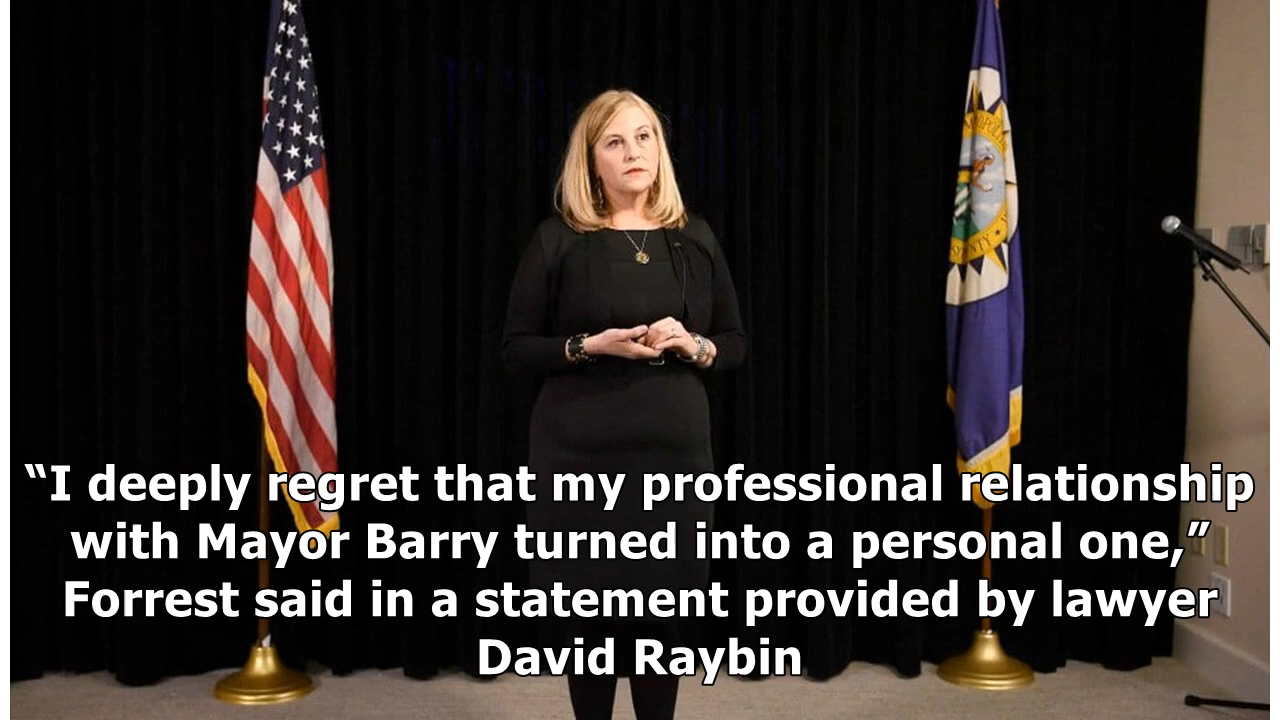 “I deeply regret that my professional relationship
with Mayor Barry turned into a personal one,”
Forrest said in a statement provided by lawyer
David Raybin